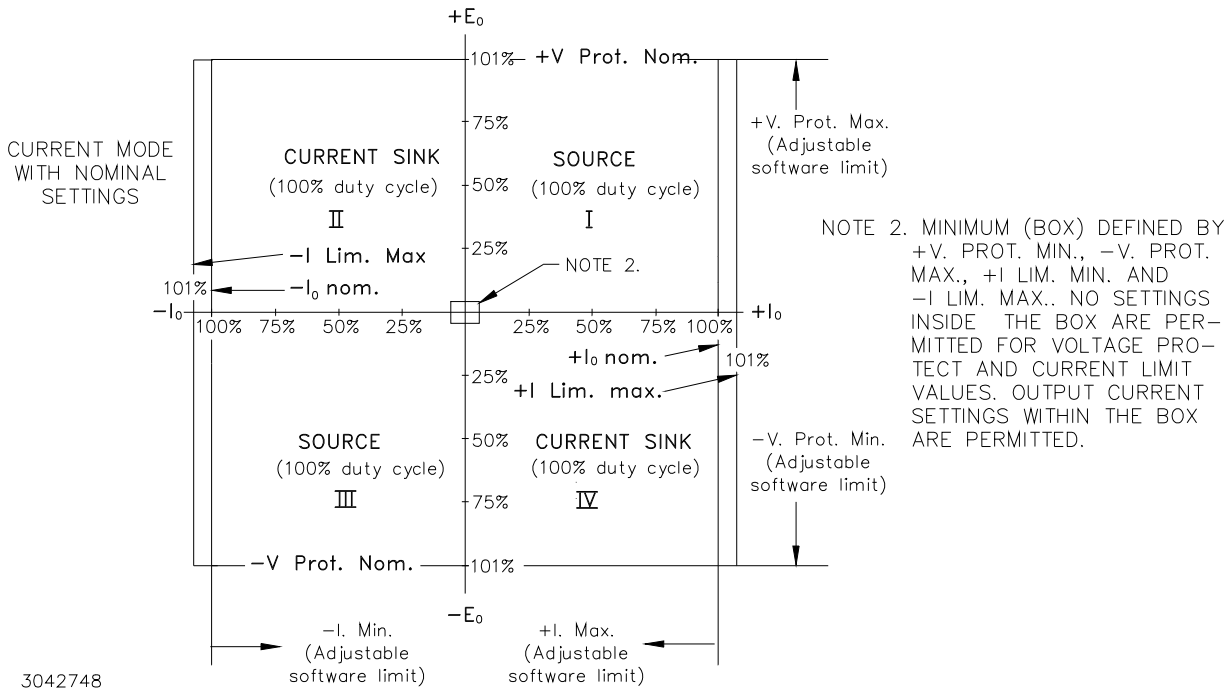 +E₀
101%
+V Prot. Nom.
75%
+V. Prot. Max.
(Adjustable
software limit)
CURRENT MODE
WITH NOMINAL
SETTINGS
CURRENT SINK
(100% duty cycle)
II
SOURCE
(100% duty cycle)
I
50%
25%
NOTE 2. MINIMUM (BOX) DEFINED BY
+V. PROT. MIN., −V. PROT.
MAX., +I LIM. MIN. AND
−I LIM. MAX.. NO SETTINGS
INSIDE THE BOX ARE PER−
MITTED FOR VOLTAGE PRO−
TECT AND CURRENT LIMIT
VALUES. OUTPUT CURRENT
SETTINGS WITHIN THE BOX
ARE PERMITTED.
−I Lim. Max
NOTE 2.
101%
−I₀ nom.
−I₀
+I₀
100%
75%
50%
25%
25%
50%
75%
100%
+I₀ nom.
101%
25%
+I Lim. max.
SOURCE
(100% duty cycle)
III
50%
CURRENT SINK
(100% duty cycle)
IV
−V. Prot. Min.
(Adjustable
software limit)
75%
−V Prot. Nom.
101%
−E₀
−I. Min.
(Adjustable
software limit)
+I. Max.
(Adjustable
software limit)
3042748